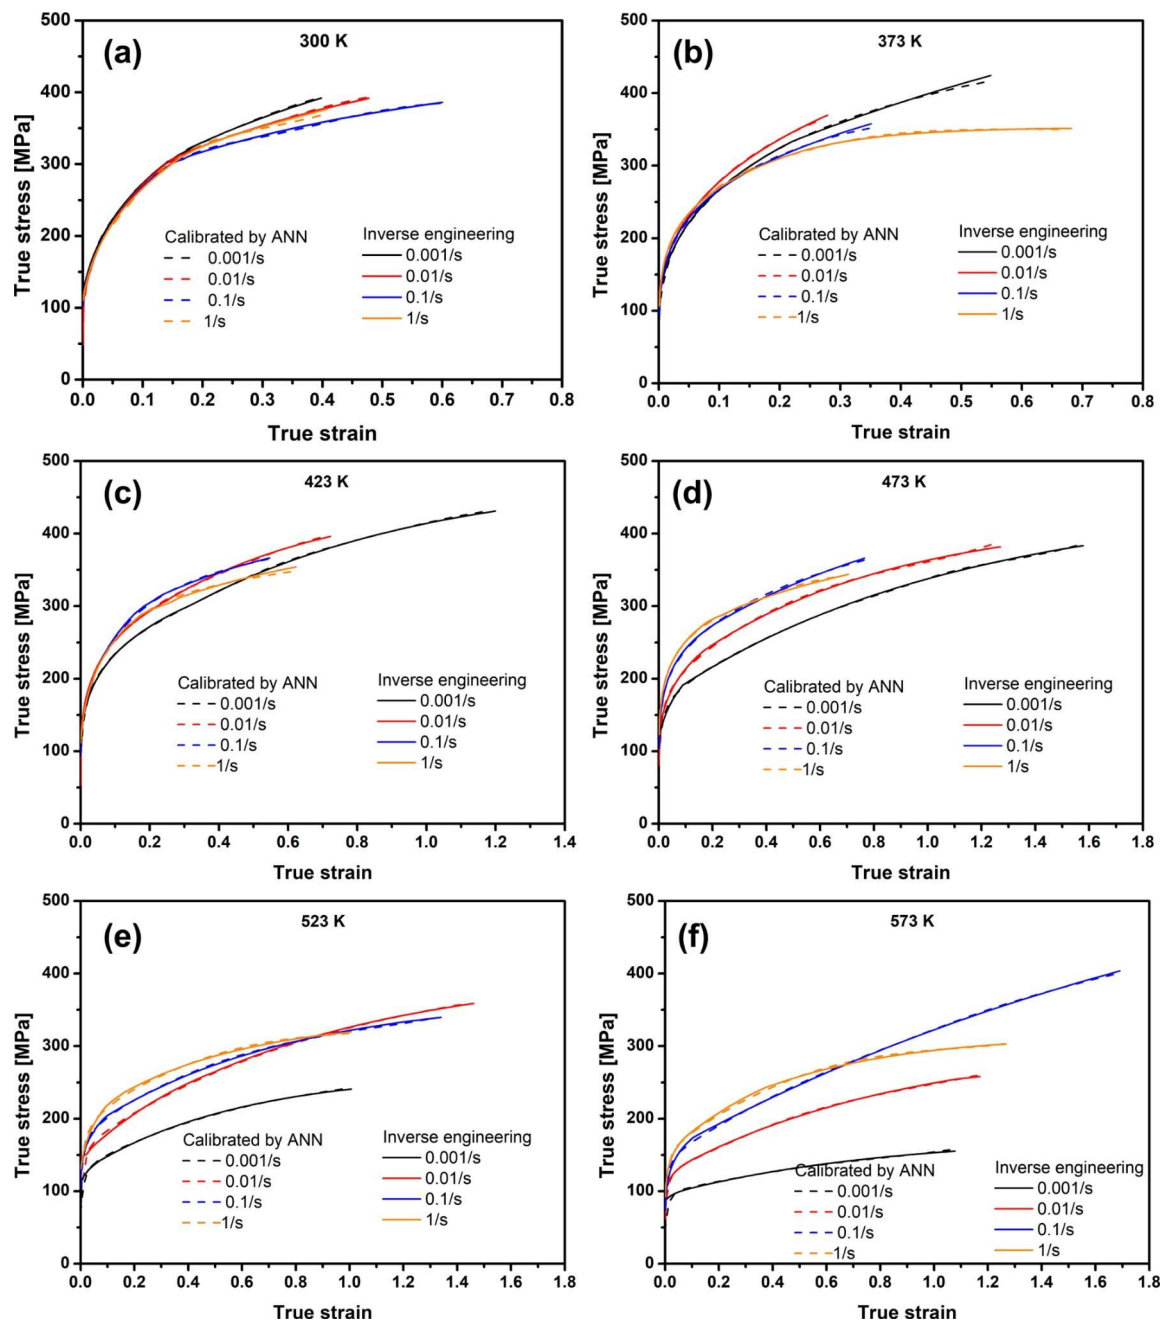 (a)
300 K
True stress [MPa]
500
400
300
200
100
0
Calibrated by ANN
0.001/s
0.01/s
0.1/s
1/s
Inverse engineering
0.001/s
0.01/s
0.1/s
1/s
0.0 0.1 0.2 0.3 0.4 0.5 0.6 0.7 0.8
True strain
(b)
373 K
True stress [MPa]
500
400
300
200
100
0
Calibrated by ANN
0.001/s
0.01/s
0.1/s
1/s
Inverse engineering
0.001/s
0.01/s
0.1/s
1/s
0.0 0.1 0.2 0.3 0.4 0.5 0.6 0.7 0.8
True strain
(c)
423 K
True stress [MPa]
500
400
300
200
100
0
Calibrated by ANN
0.001/s
0.01/s
0.1/s
1/s
Inverse engineering
0.001/s
0.01/s
0.1/s
1/s
0.0 0.2 0.4 0.6 0.8 1.0 1.2 1.4
True strain
(d)
473 K
True stress [MPa]
500
400
300
200
100
0
Calibrated by ANN
0.001/s
0.01/s
0.1/s
1/s
Inverse engineering
0.001/s
0.01/s
0.1/s
1/s
0.0 0.2 0.4 0.6 0.8 1.0 1.2 1.4 1.6 1.8
True strain
(e)
523 K
True stress [MPa]
500
400
300
200
100
0
Calibrated by ANN
0.001/s
0.01/s
0.1/s
1/s
Inverse engineering
0.001/s
0.01/s
0.1/s
1/s
0.0 0.2 0.4 0.6 0.8 1.0 1.2 1.4 1.6 1.8
True strain
(f)
573 K
True stress [MPa]
500
400
300
200
100
0
Calibrated by ANN
0.001/s
0.01/s
0.1/s
1/s
Inverse engineering
0.001/s
0.01/s
0.1/s
1/s
0.0 0.2 0.4 0.6 0.8 1.0 1.2 1.4 1.6 1.8
True strain